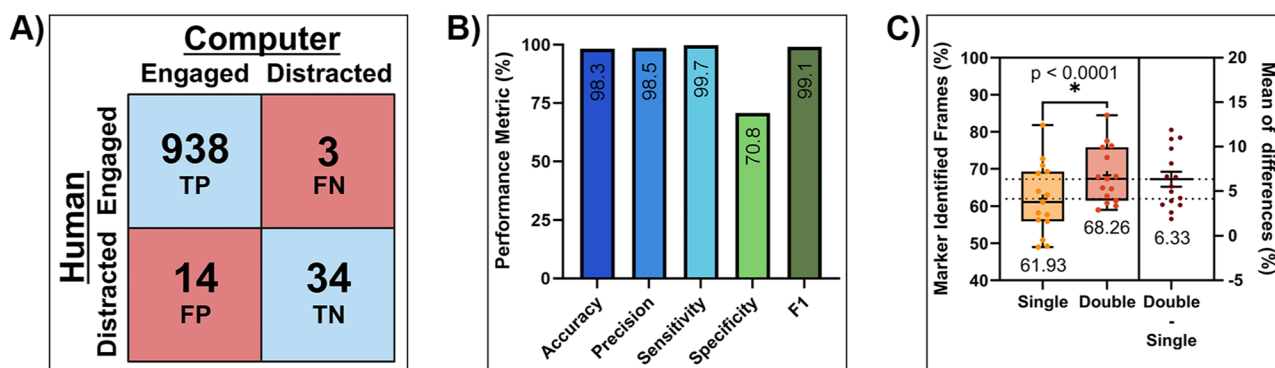 A)
Computer
Engaged Distracted
Human
Engaged
Distracted
938
TP
3
FN
14
FP
34
TN
B)
Performance Metric (%)
100
75
50
25
0
98.3
98.5
99.7
70.8
99.1
Accuracy
Precision
Sensitivity
Specificity
F1
C)
Marker Identified Frames (%)
100
90
80
70
60
50
40
p < 0.0001
*
61.93
68.26
6.33
20
15
10
5
0
-5
Mean of differences (%)
Single
Double
Double
-
Single